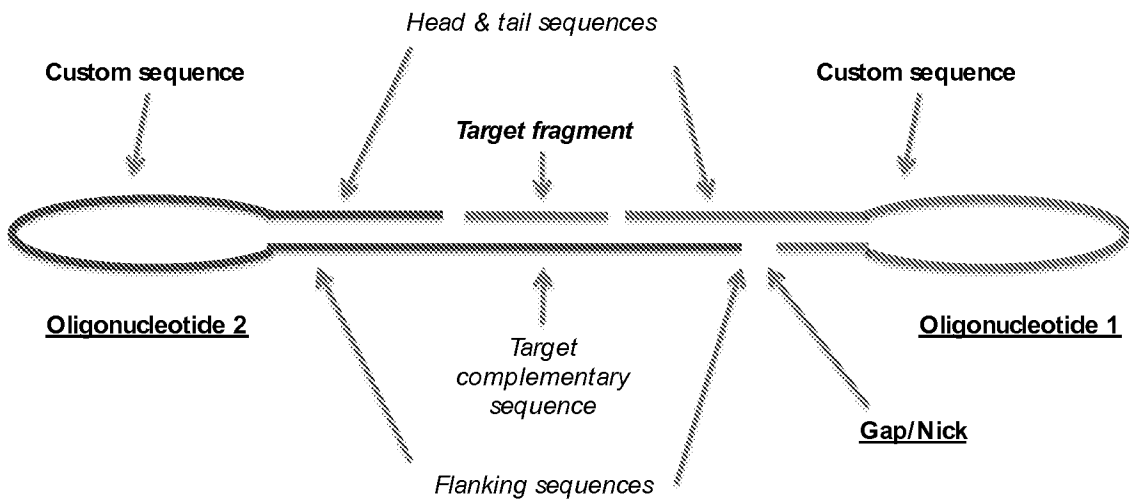 Head & tail sequences
Custom sequence
Custom sequence
Target fragment
Oligonucleotide 2
Oligonucleotide 1
Target
complementary
sequence
Gap/Nick
Flanking sequences